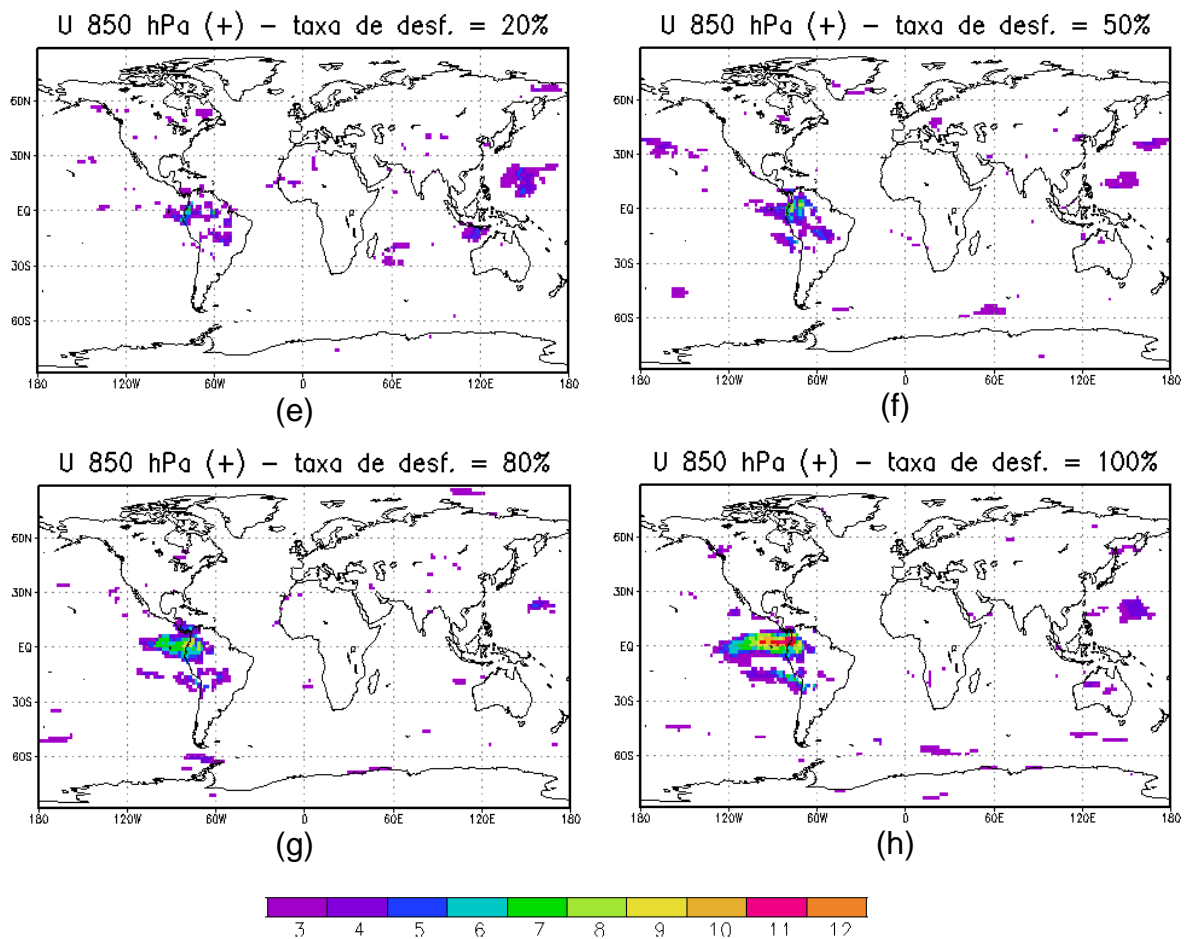 U 850 hPa (+) – taxa de desf. = 20%
60N
30N
EQ
30S
60S
180 120W 60W 0 60E 120E 180
(e)
U 850 hPa (+) – taxa de desf. = 50%
60N
30N
EQ
30S
60S
180 120W 60W 0 60E 120E 180
(f)
U 850 hPa (+) – taxa de desf. = 80%
60N
30N
EQ
30S
60S
180 120W 60W 0 60E 120E 180
(g)
U 850 hPa (+) – taxa de desf. = 100%
60N
30N
EQ
30S
60S
180 120W 60W 0 60E 120E 180
(h)
3 4 5 6 7 8 9 10 11 12